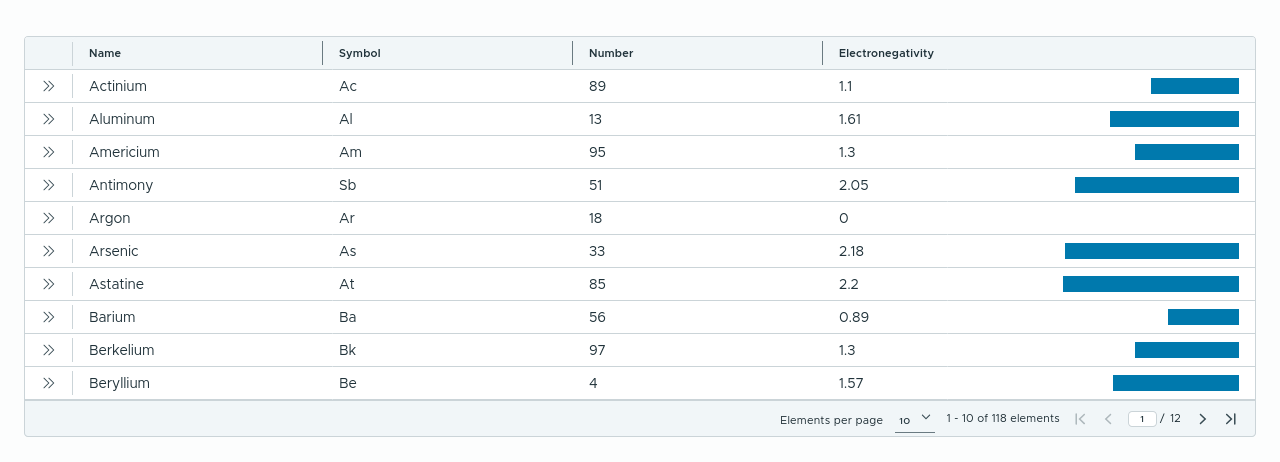 Name Symbol Number Electronegativity
Actinium Ac 89 1.1
Aluminum Al 13 1.61
Americium Am 95 1.3
Antimony Sb 51 2.05
Argon Ar 18 0
Arsenic As 33 2.18
Astatine At 85 2.2
Barium Ba 56 0.89
Berkelium Bk 97 1.3
Beryllium Be 4 1.57
Elements per page 10 1 - 10 of 118 elements 1 / 12